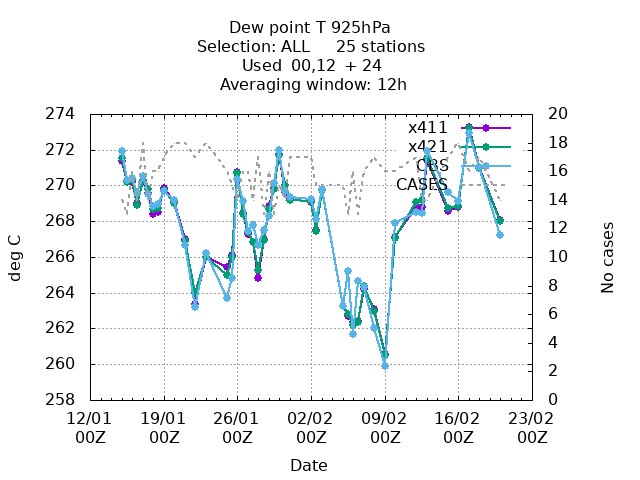 Dew point T 925hPa
Selection: ALL 25 stations
Used 00,12 + 24
Averaging window: 12h
274
272
270
268
266
264
262
260
258
20
18
16
14
12
10
8
6
4
2
0
x411
x421
OBS
CASES
deg C
No cases
12/01 19/01 26/01 02/02 09/02 16/02 23/02
00Z 00Z 00Z 00Z 00Z 00Z 00Z
Date